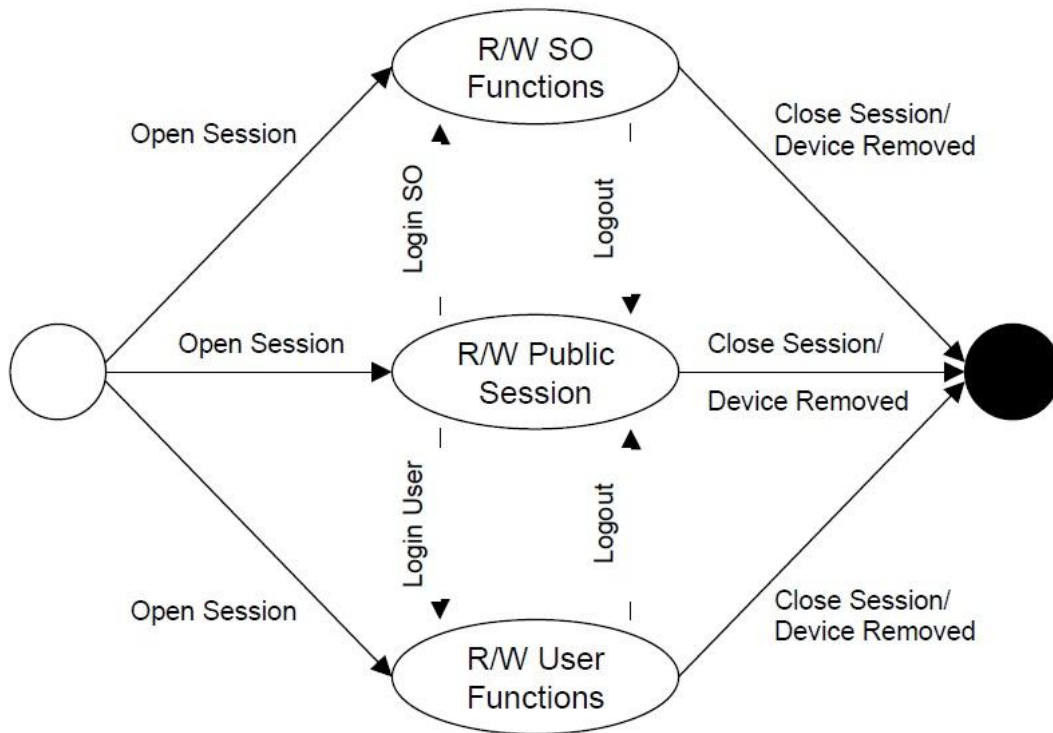 R/W SO
Functions
Open Session
Close Session/
Device Removed
Login SO
Logout
Open Session
R/W Public
Session
Close Session/
Device Removed
Login User
Logout
Open Session
Close Session/
Device Removed
R/W User
Functions